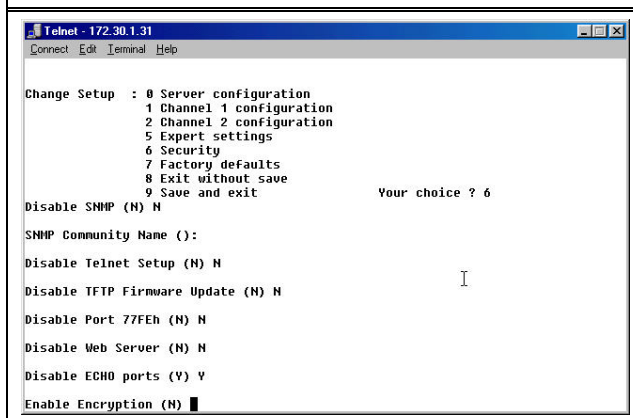 Telnet - 172.30.1.31
Connect Edit Terminal Help
Change Setup : 0 Server configuration
1 Channel 1 configuration
2 Channel 2 configuration
5 Expert settings
6 Security
7 Factory defaults
8 Exit without save
9 Save and exit Your choice ? 6
Disable SNMP (N) N
SNMP Community Name ():
Disable Telnet Setup (N) N
Disable TFTP Firmware Update (N) N
Disable Port 77FEh (N) N
Disable Web Server (N) N
Disable ECHO ports (Y) Y
Enable Encryption (N)